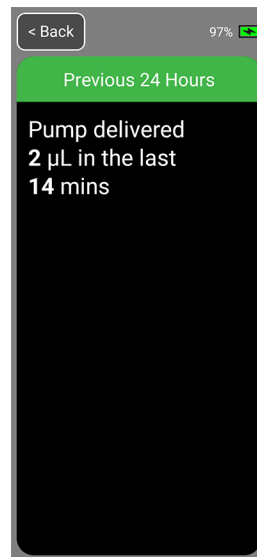 < Back
97%
Previous 24 Hours
Pump delivered
2 µL in the last
14 mins